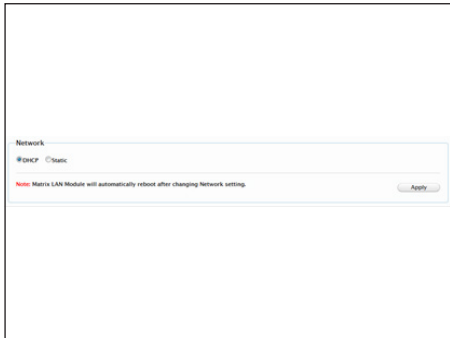 Network
DHCP Static
Note: Matrix LAN Module will automatically reboot after changing Network setting.
Apply